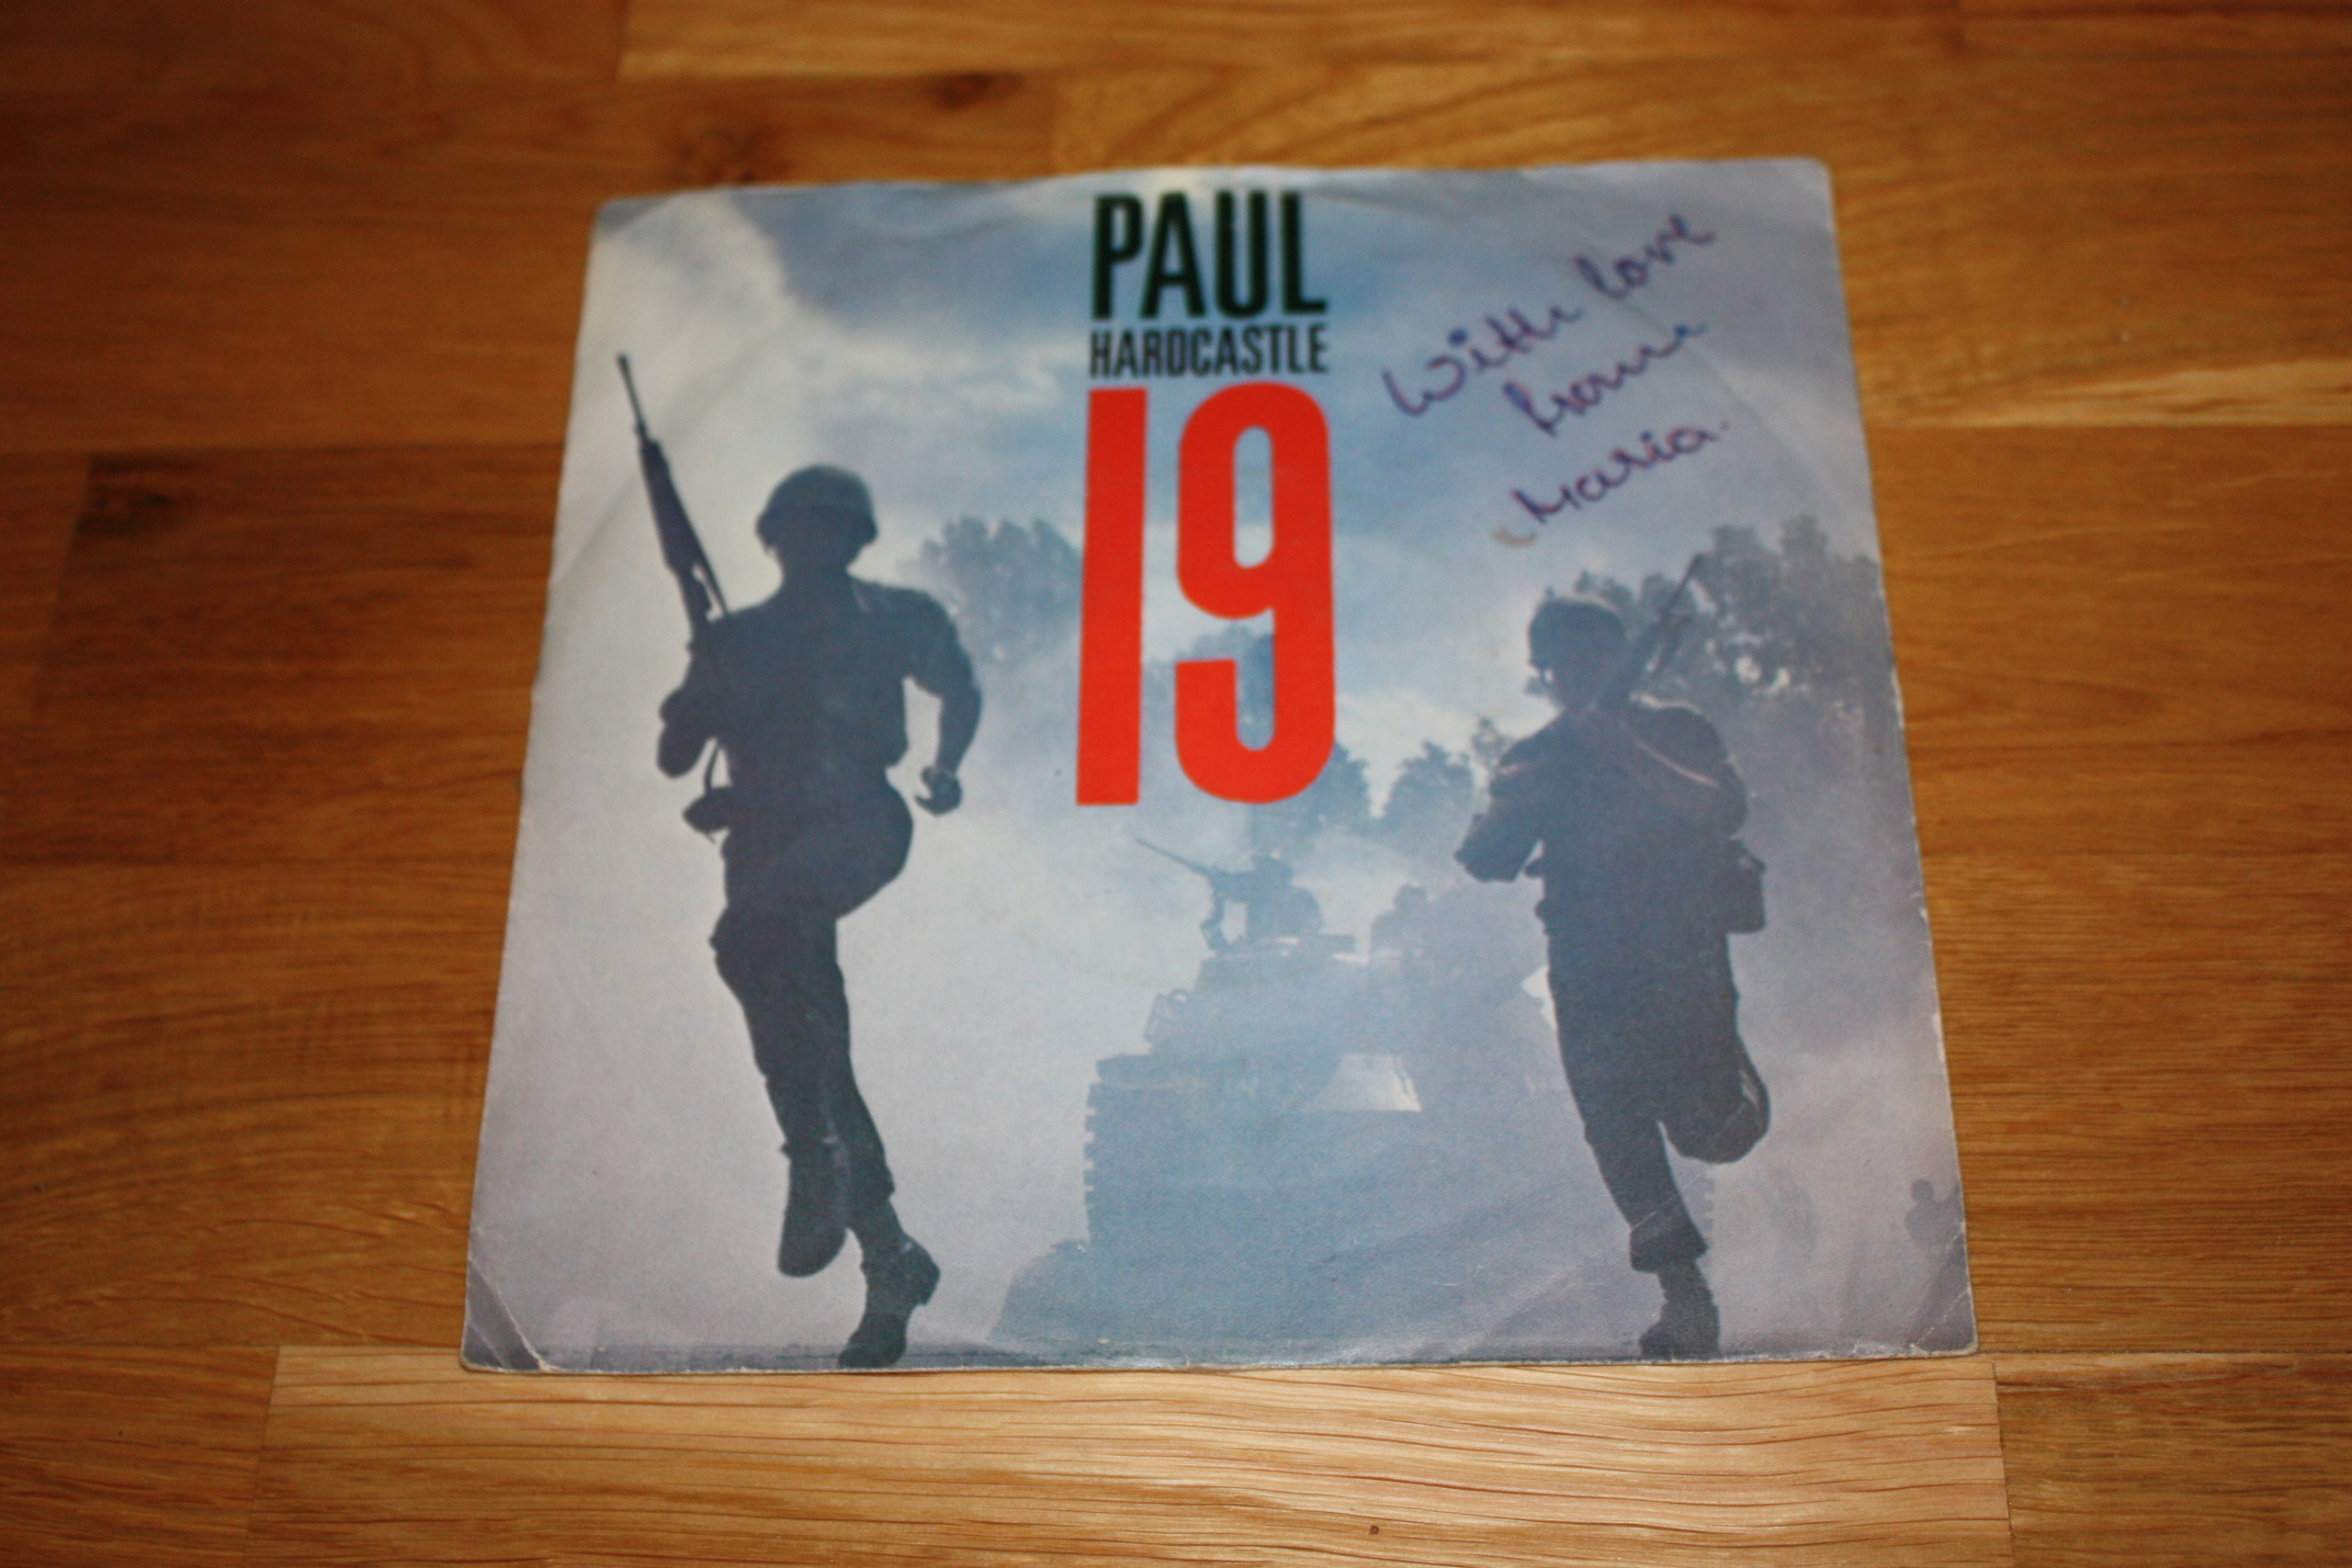 PAUL
HARDCASTLE
19
With love
from
Maria.